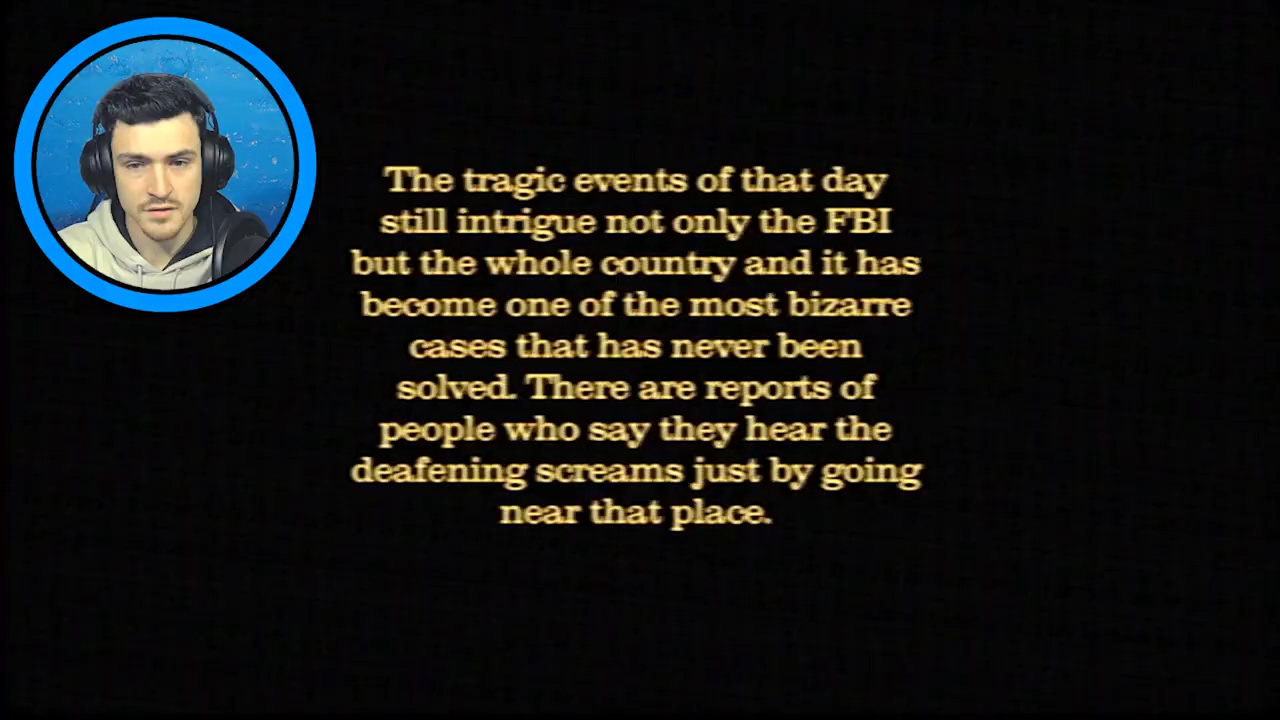 The tragic events of that day
still intrigue not only the FBI
but the whole country and it has
become one of the most bizarre
cases that has never been
solved. There are reports of
people who say they hear the
deafening screams just by going
near that place.